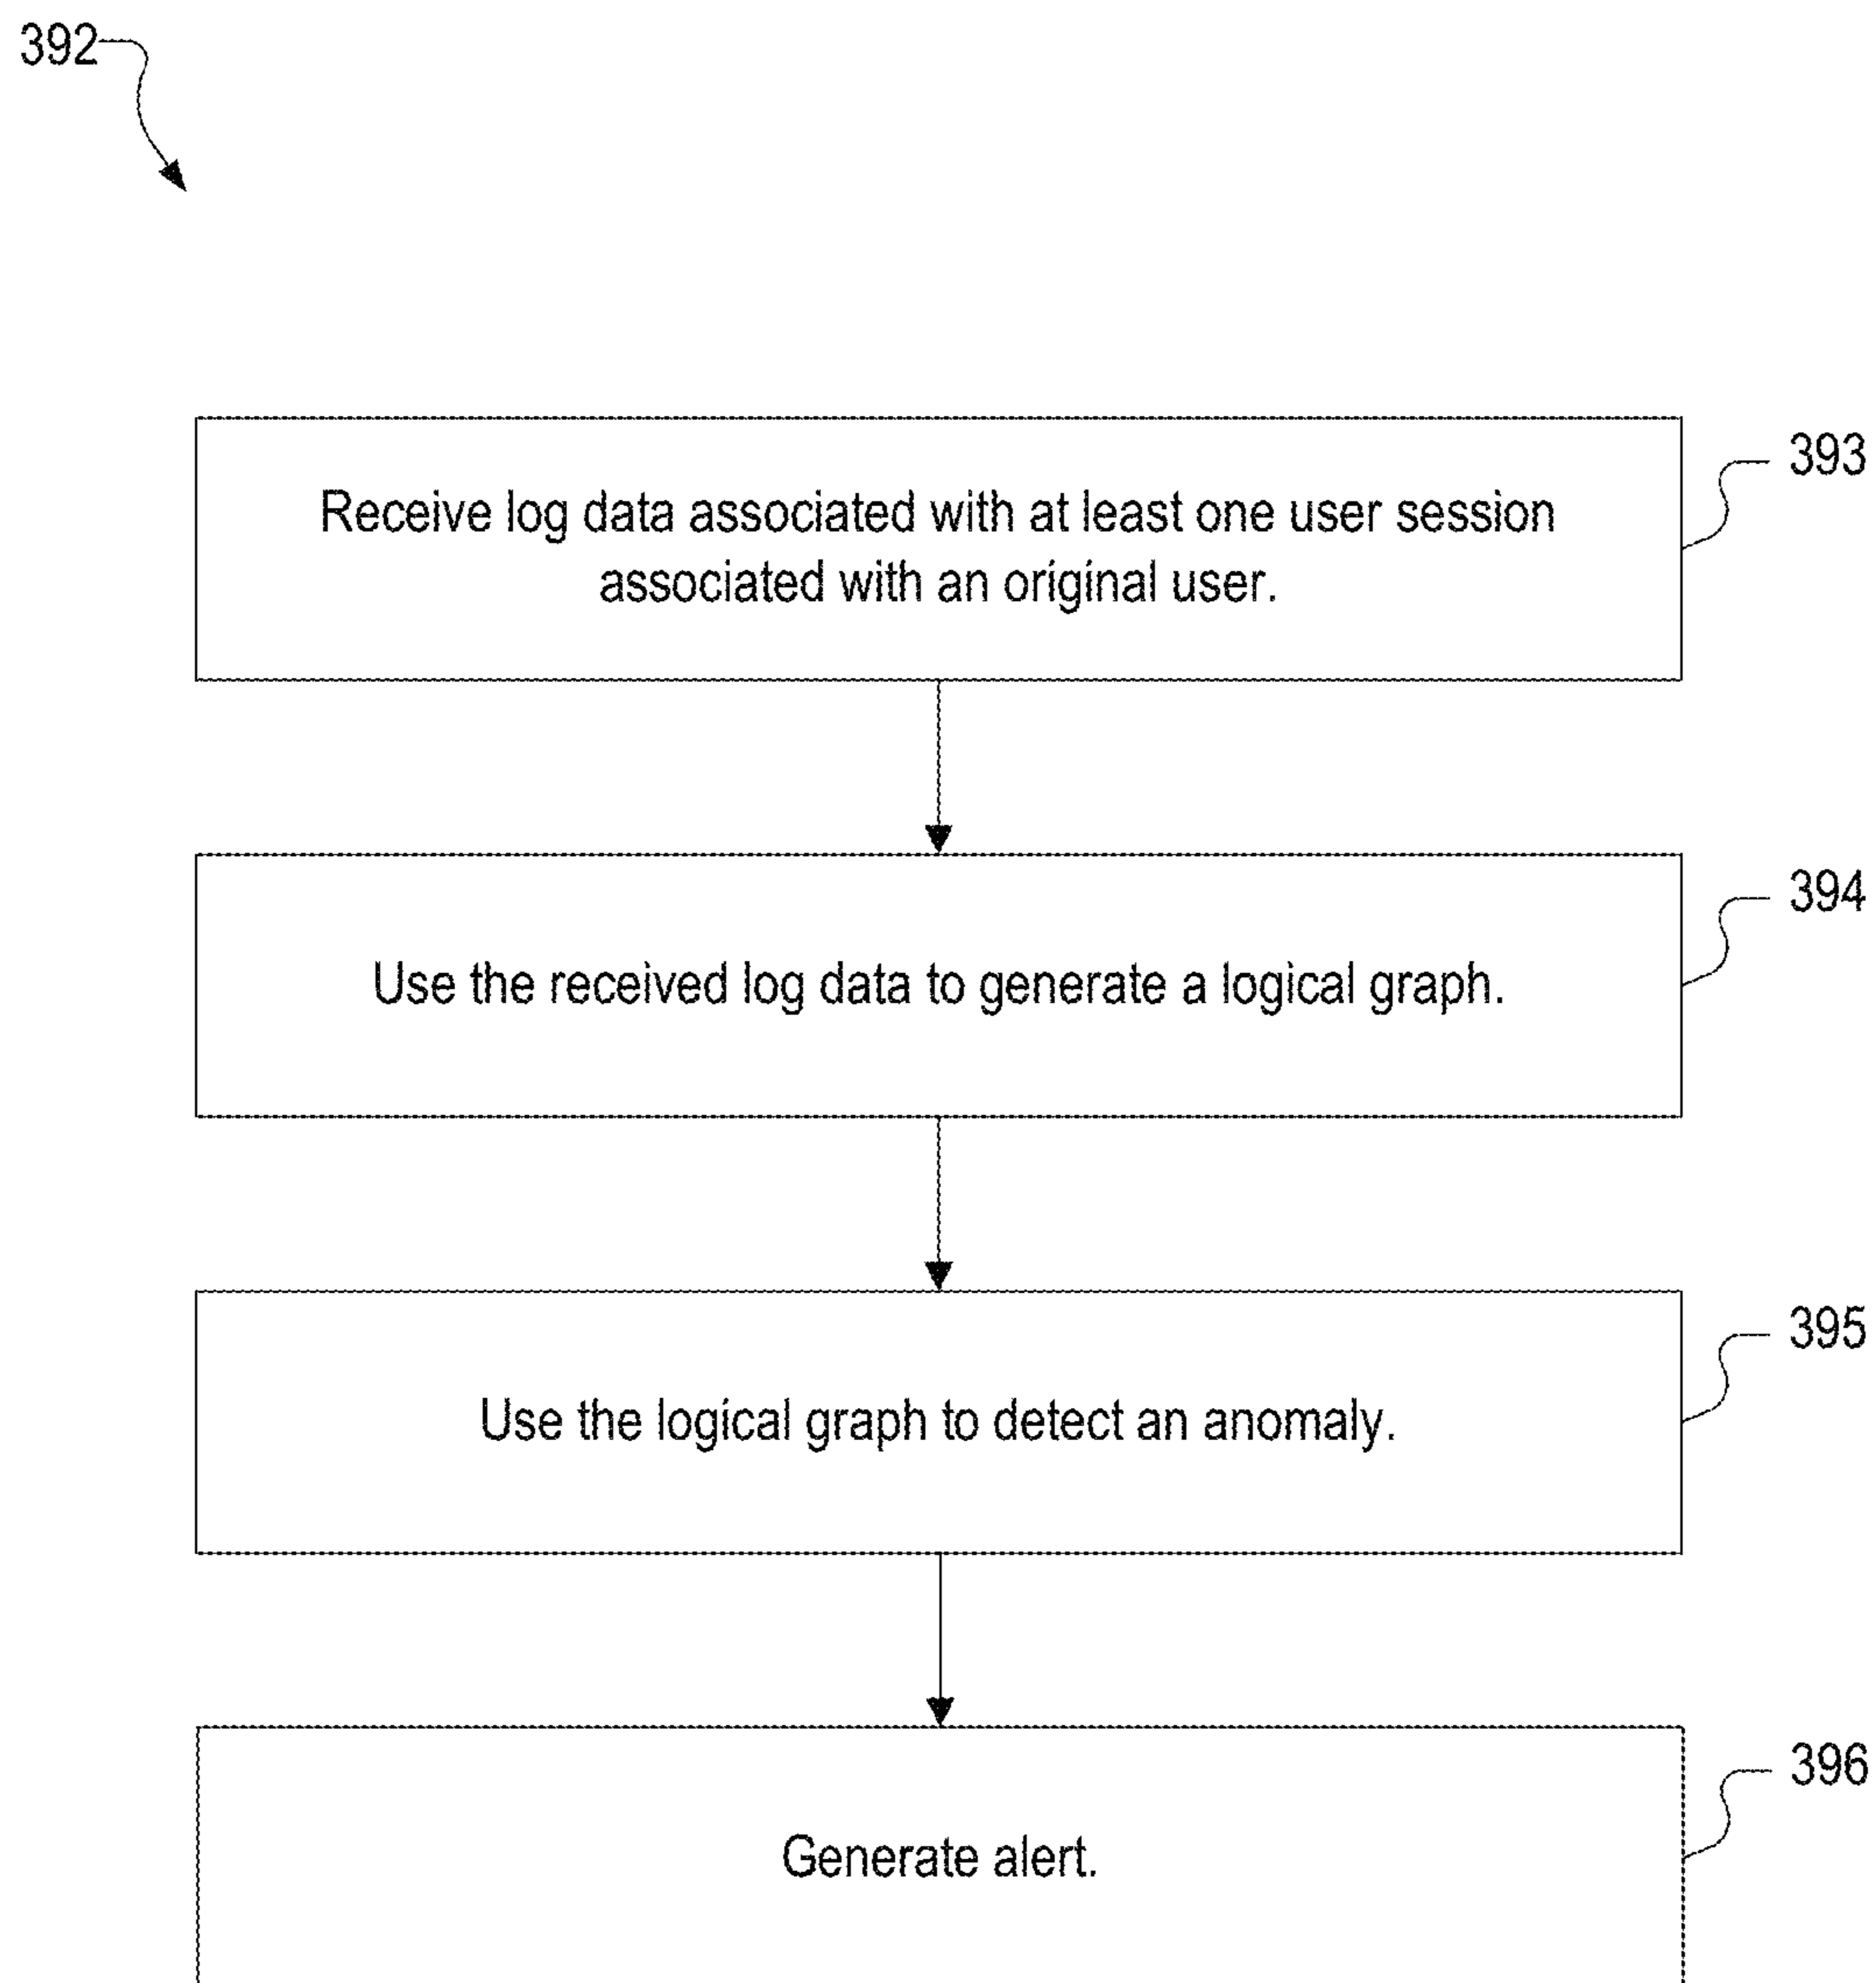 392
393
Receive log data associated with at least one user session
associated with an original user.
394
Use the received log data to generate a logical graph.
395
Use the logical graph to detect an anomaly.
396
Generate alert.